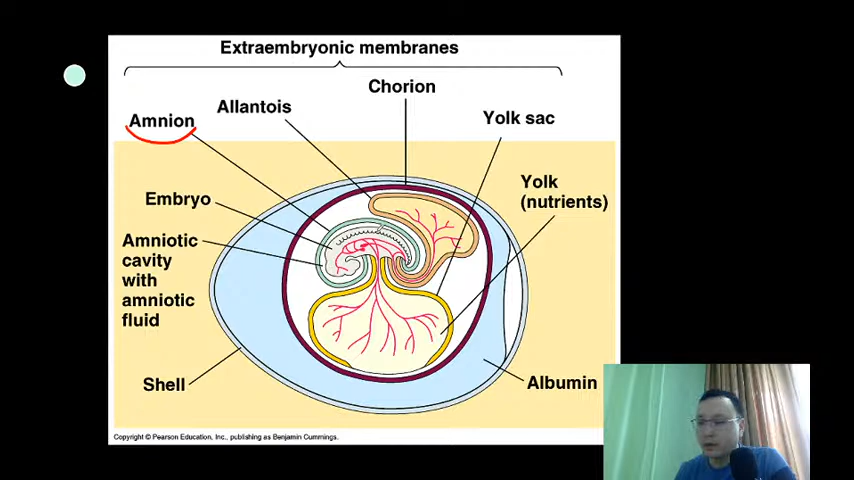 Extraembryonic membranes
Chorion
Allantois
Amnion
Yolk sac
Yolk
(nutrients)
Embryo
Amniotic
cavity
with
amniotic
fluid
Shell
Albumin
Copyright © Pearson Education, Inc., publishing as Benjamin Cummings.